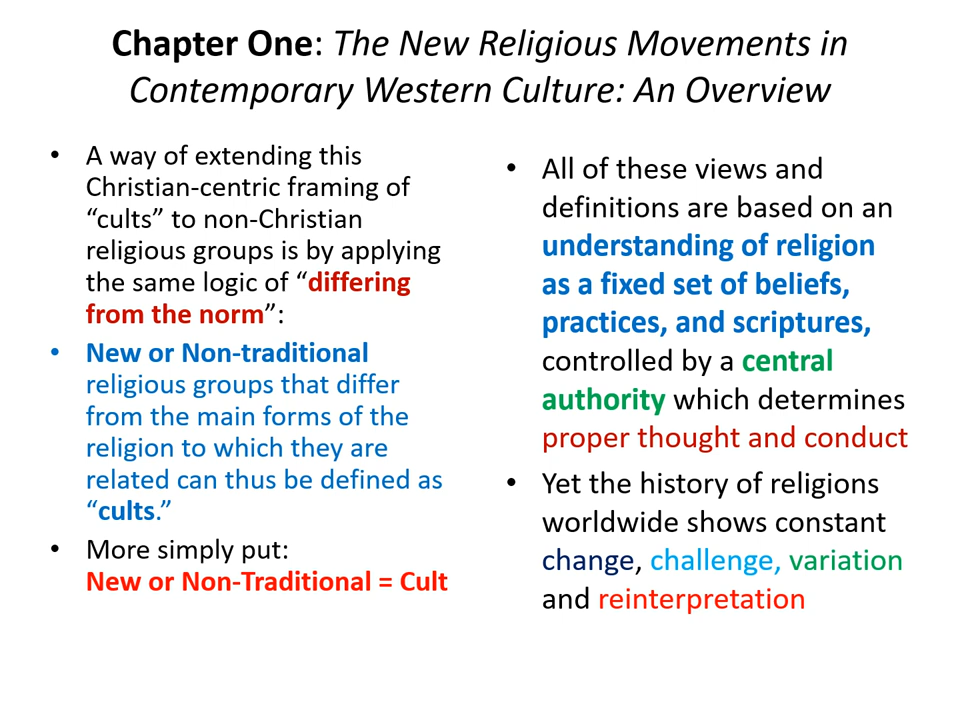 Chapter One: The New Religious Movements in
Contemporary Western Culture: An Overview
• A way of extending this
Christian-centric framing of
“cults” to non-Christian
religious groups is by applying
the same logic of “differing
from the norm”:
• New or Non-traditional
religious groups that differ
from the main forms of the
religion to which they are
related can thus be defined as
“cults.”
• More simply put:
New or Non-Traditional = Cult
• All of these views and
definitions are based on an
understanding of religion
as a fixed set of beliefs,
practices, and scriptures,
controlled by a central
authority which determines
proper thought and conduct
• Yet the history of religions
worldwide shows constant
change, challenge, variation
and reinterpretation